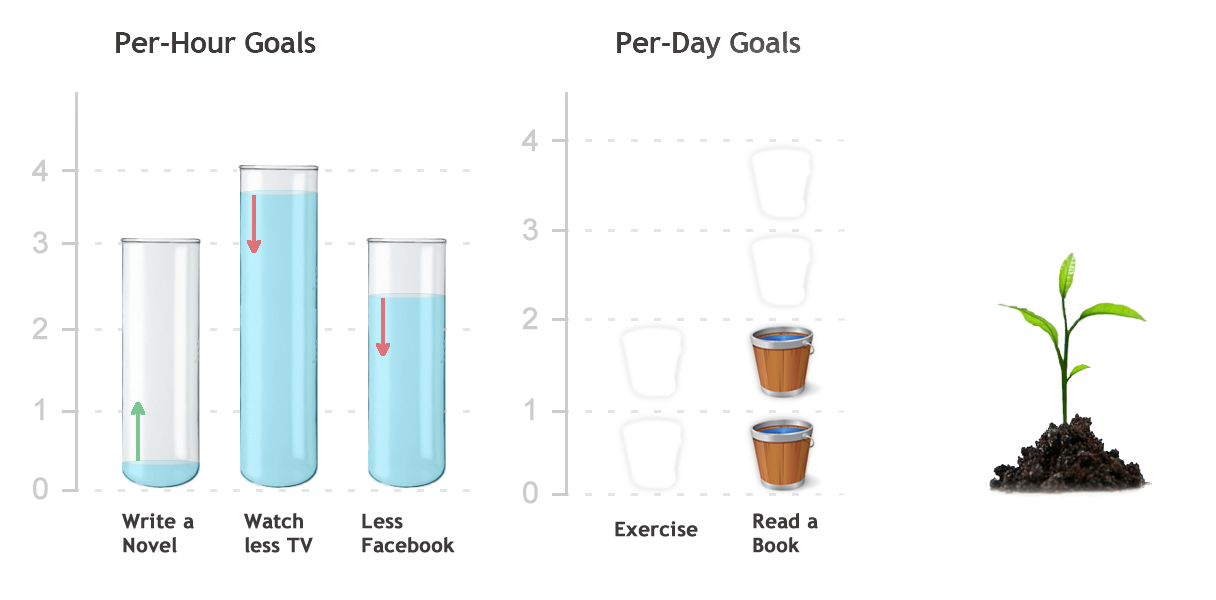 Per-Hour Goals
4
3
2
1
0
Write a
Novel
Watch
less TV
Less
Facebook
Per-Day Goals
4
3
2
1
0
Exercise
Read a
Book